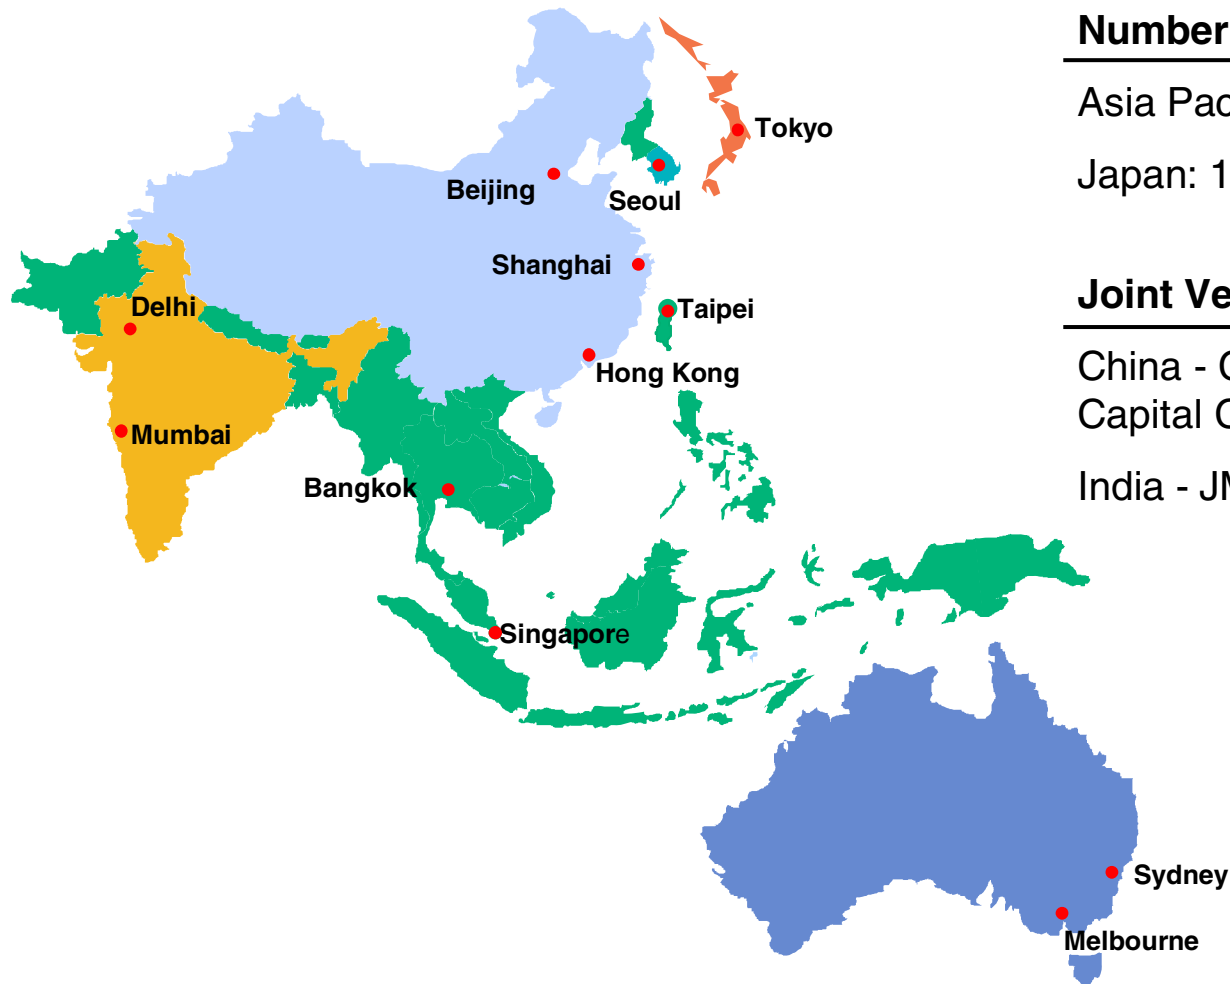 Number
Asia Pac
Japan: 1
Joint Ve
China - C
Capital C
India - JM
Tokyo
Beijing
Seoul
Shanghai
Delhi
Taipei
Hong Kong
Mumbai
Bangkok
Singapore
Sydney
Melbourne